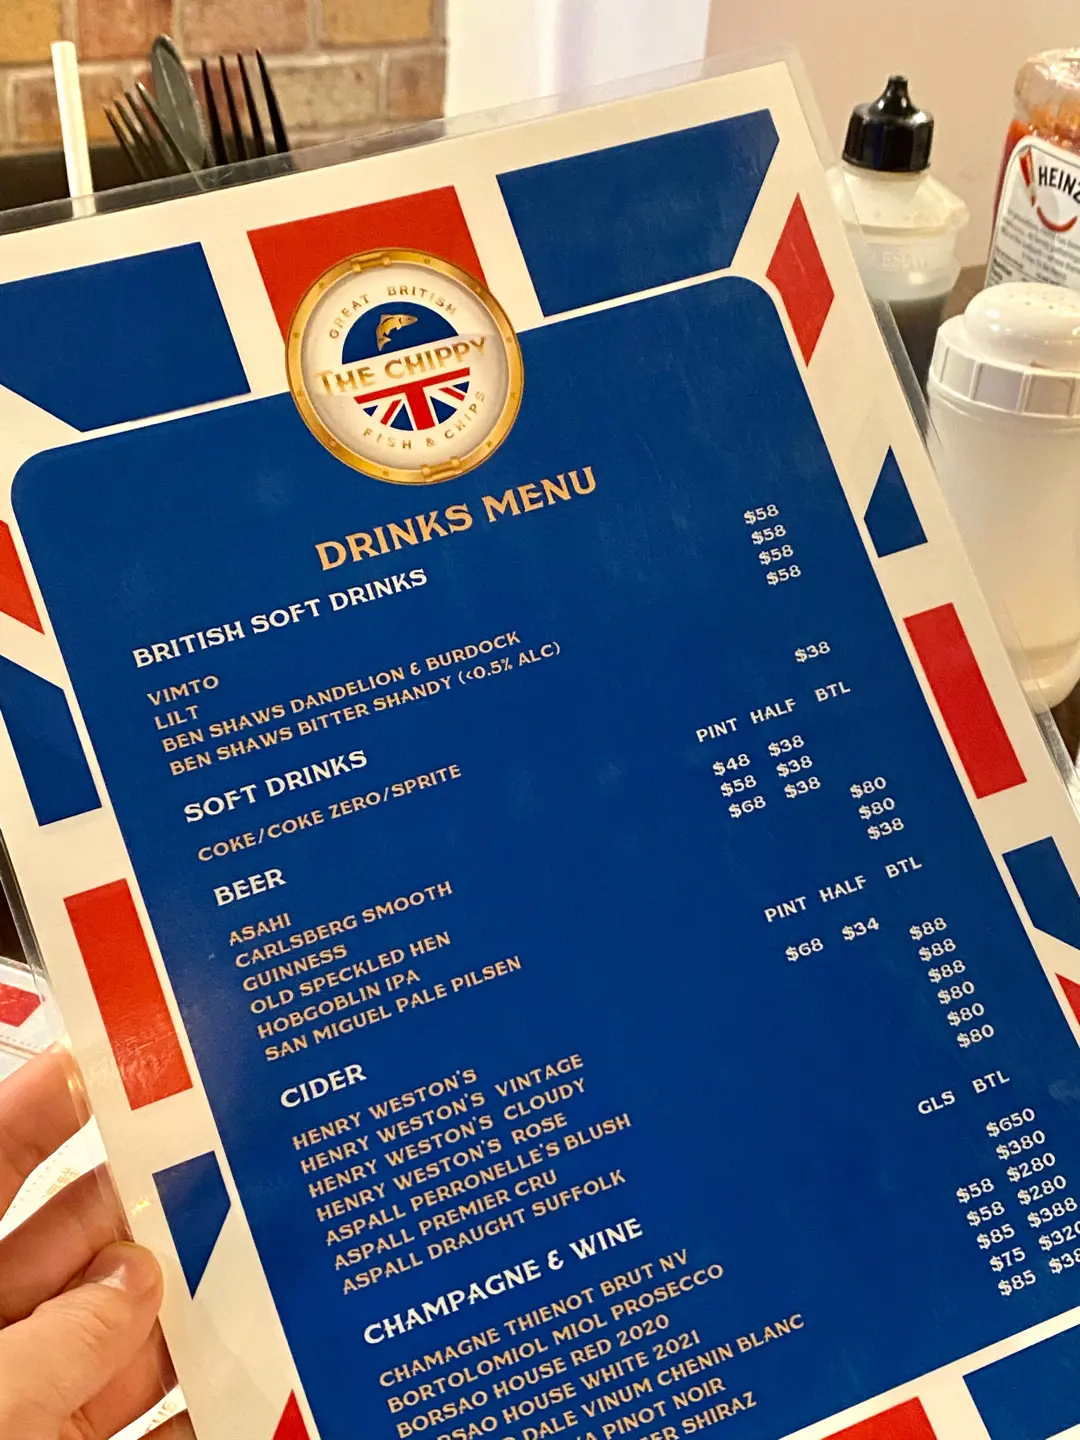 HEINZ
GREAT BRITISH
THE CHIPPY
FISH & CHIPS
DRINKS MENU
BRITISH SOFT DRINKS
VIMTO $58
LILT $58
BEN SHAWS DANDELION & BURDOCK $58
BEN SHAWS BITTER SHANDY (<0.5% ALC) $58
SOFT DRINKS
COKE/COKE ZERO/SPRITE $38
BEER PINT HALF BTL
ASAHI $48 $38
CARLSBERG SMOOTH $58 $38
GUINNESS $68 $38
OLD SPECKLED HEN $80
HOBGOBLIN IPA $80
SAN MIGUEL PALE PILSEN $38
CIDER PINT HALF BTL
HENRY WESTON'S $68 $34
HENRY WESTON'S VINTAGE $88
HENRY WESTON'S CLOUDY $88
HENRY WESTON'S ROSE $88
ASPALL PERRONELLE'S BLUSH $80
ASPALL PREMIER CRU $80
ASPALL DRAUGHT SUFFOLK $80
CHAMPAGNE & WINE GLS BTL
CHAMAGNE THIENOT BRUT NV $650
BORTOLOMIOL MIOL PROSECCO $380
BORSAO HOUSE RED 2020 $58 $280
HOUSE WHITE 2021 $58 $280
DALE VINUM CHENIN BLANC $85 $388
PINOT NOIR $75 $320
SHIRAZ $85